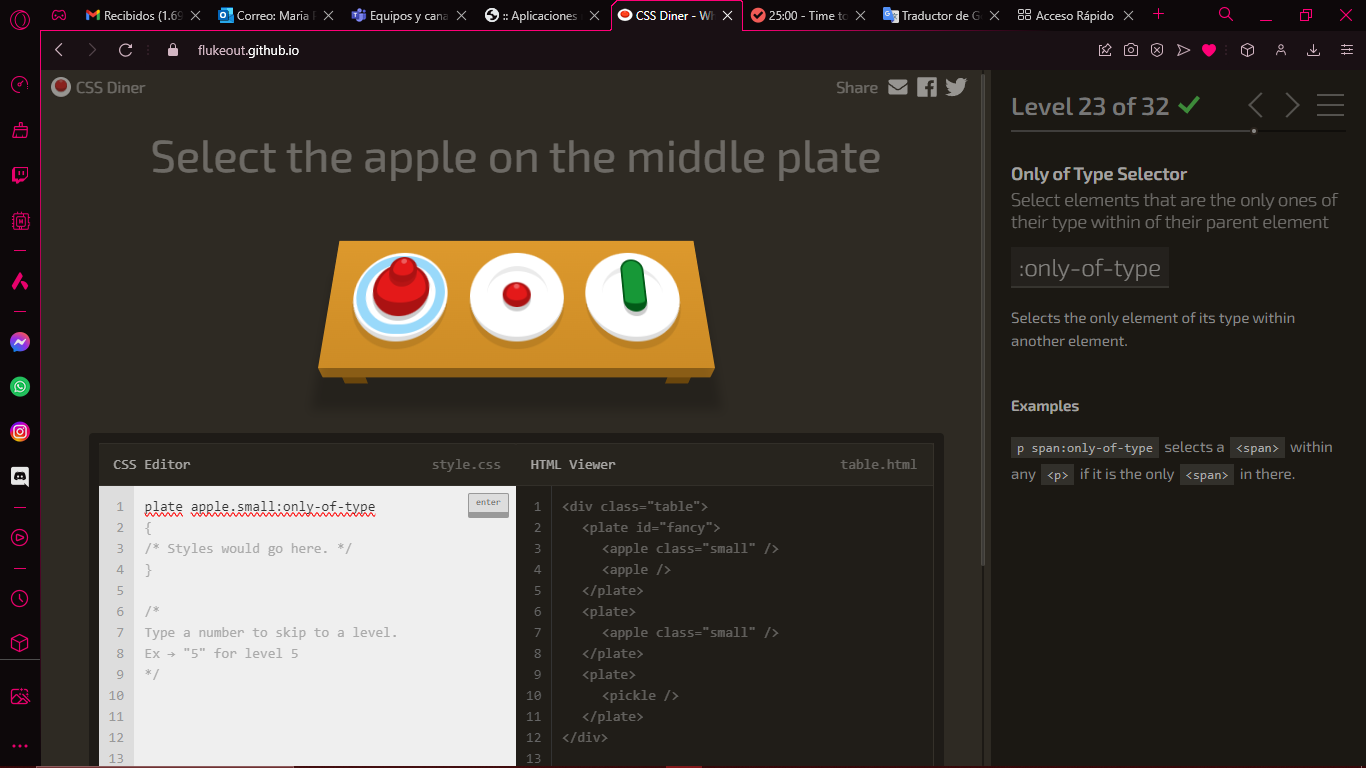 Recibidos (1.69
Correo: Maria F
Equipos y cana
:: Aplicaciones
CSS Diner - Wh
25:00 - Time to
Traductor de G
Acceso Rápido
flukeout.github.io
CSS Diner
Share
Select the apple on the middle plate
CSS Editor
style.css
HTML Viewer
table.html
1 plate apple.small:only-of-type
enter
2 {
3 /* Styles would go here. */
4 }
5
6 /*
7 Type a number to skip to a level.
8 Ex → "5" for level 5
9 */
10
11
12
13
1 <div class="table">
2 <plate id="fancy">
3 <apple class="small" />
4 <apple />
5 </plate>
6 <plate>
7 <apple class="small" />
8 </plate>
9 <plate>
10 <pickle />
11 </plate>
12 </div>
13
Level 23 of 32
Only of Type Selector
Select elements that are the only ones of
their type within of their parent element
:only-of-type
Selects the only element of its type within
another element.
Examples
p span:only-of-type selects a <span> within
any <p> if it is the only <span> in there.